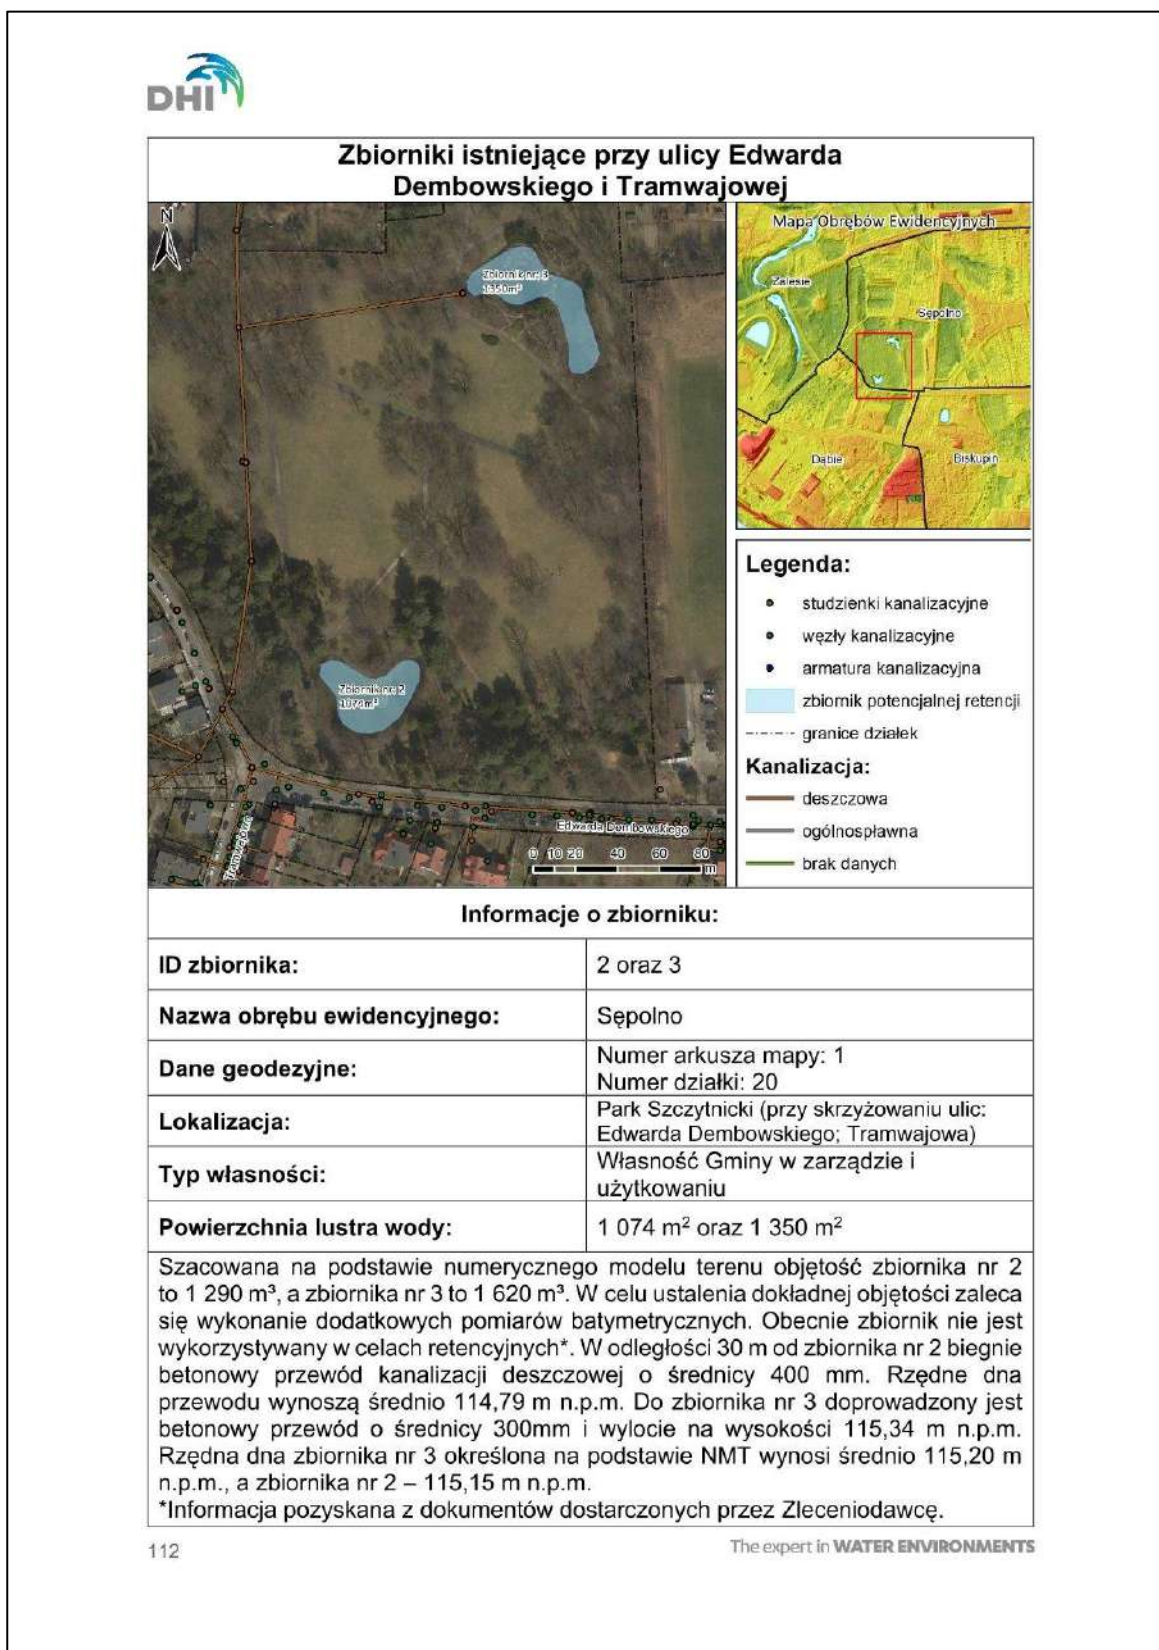 DHI
Zbiorniki istniejące przy ulicy Edwarda
Dembowskiego i Tramwajowej
N
Zbiornik nr: 3
1350m²
Zbiornik nr: 2
1074m²
Tramwajowa
Edwarda Dembowskiego
0 10 20 40 60 80
m
Mapa Obrębów Ewidencyjnych
Zalesie
Sępolno
Dąbie
Biskupin
Legenda:
studzienki kanalizacyjne
węzły kanalizacyjne
armatura kanalizacyjna
zbiornik potencjalnej retencji
granice działek
Kanalizacja:
deszczowa
ogólnospławna
brak danych
Informacje o zbiorniku:
ID zbiornika:
2 oraz 3
Nazwa obrębu ewidencyjnego:
Sępolno
Dane geodezyjne:
Numer arkusza mapy: 1
Numer działki: 20
Lokalizacja:
Park Szczytnicki (przy skrzyżowaniu ulic:
Edwarda Dembowskiego; Tramwajowa)
Typ własności:
Własność Gminy w zarządzie i
użytkowaniu
Powierzchnia lustra wody:
1 074 m² oraz 1 350 m²
Szacowana na podstawie numerycznego modelu terenu objętość zbiornika nr 2
to 1 290 m³, a zbiornika nr 3 to 1 620 m³. W celu ustalenia dokładnej objętości zaleca
się wykonanie dodatkowych pomiarów batymetrycznych. Obecnie zbiornik nie jest
wykorzystywany w celach retencyjnych*. W odległości 30 m od zbiornika nr 2 biegnie
betonowy przewód kanalizacji deszczowej o średnicy 400 mm. Rzędne dna
przewodu wynoszą średnio 114,79 m n.p.m. Do zbiornika nr 3 doprowadzony jest
betonowy przewód o średnicy 300mm i wylocie na wysokości 115,34 m n.p.m.
Rzędna dna zbiornika nr 3 określona na podstawie NMT wynosi średnio 115,20 m
n.p.m., a zbiornika nr 2 – 115,15 m n.p.m.
*Informacja pozyskana z dokumentów dostarczonych przez Zleceniodawcę.
112
The expert in WATER ENVIRONMENTS